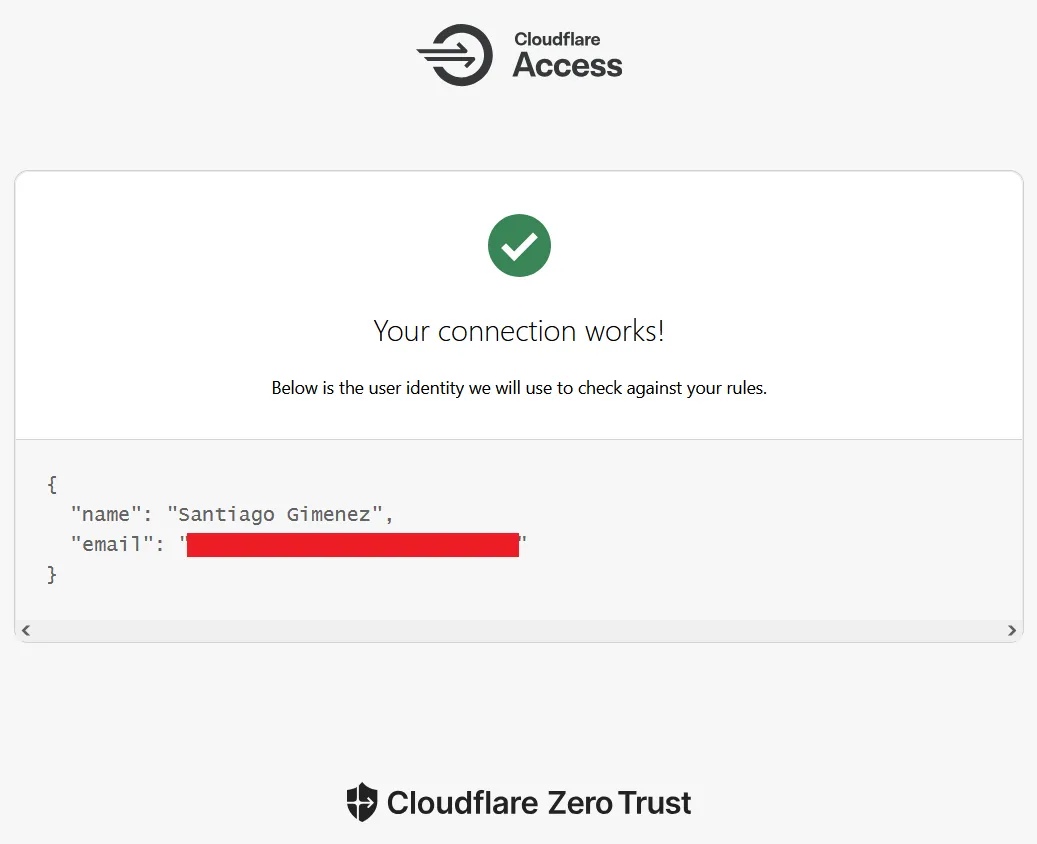 Cloudflare
Access
Your connection works!
Below is the user identity we will use to check against your rules.
{
"name": "Santiago Gimenez",
"email": ""
}
Cloudflare Zero Trust